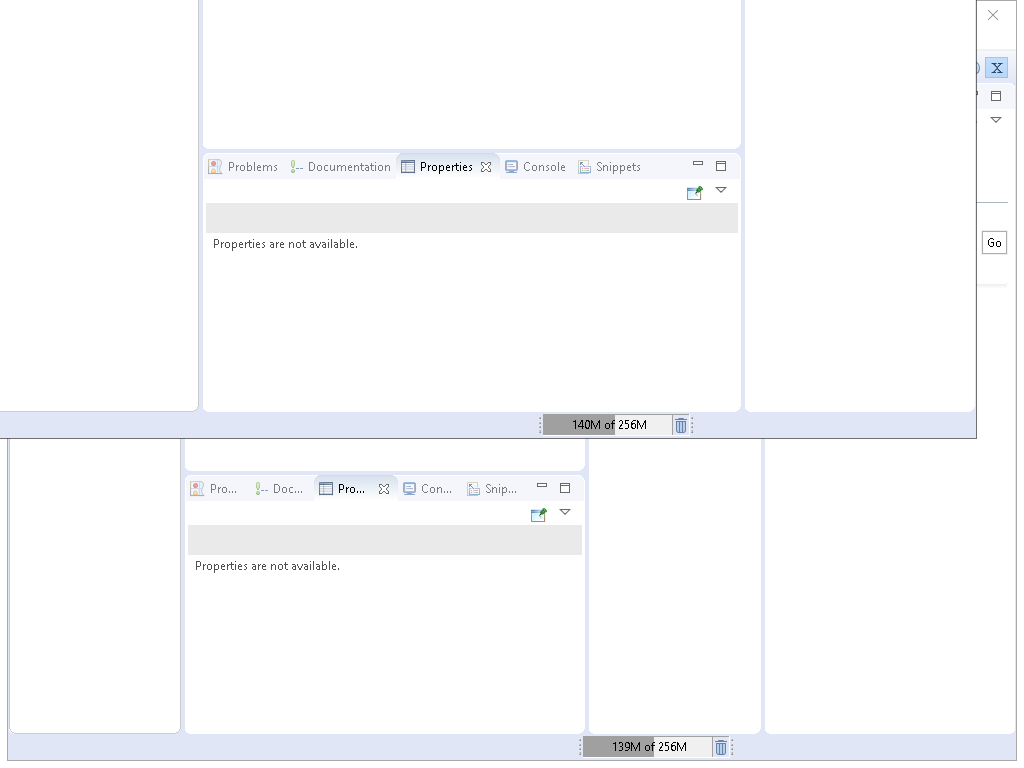 X
Problems Documentation Properties Console Snippets
Properties are not available.
Go
140M of 256M
Pro... Doc... Pro... Con... Snip...
Properties are not available.
139M of 256M